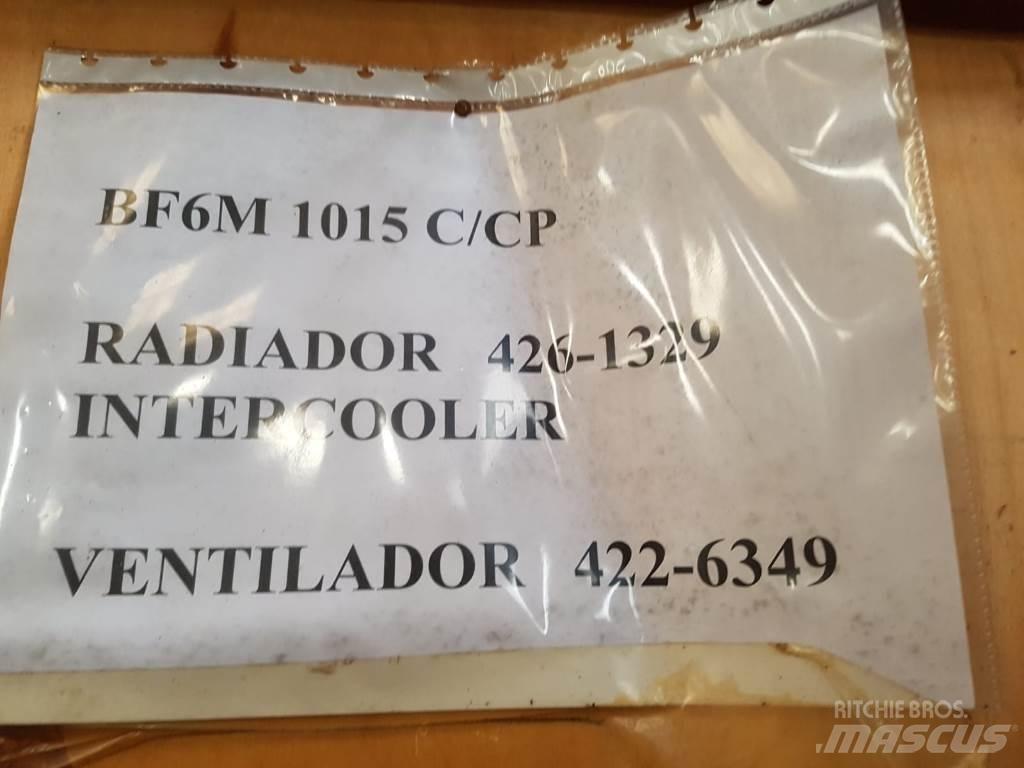 BF6M 1015 C/CP
RADIADOR 426-1329
INTERCOOLER
VENTILADOR 422-6349
RITCHIE BROS.
MASCUS